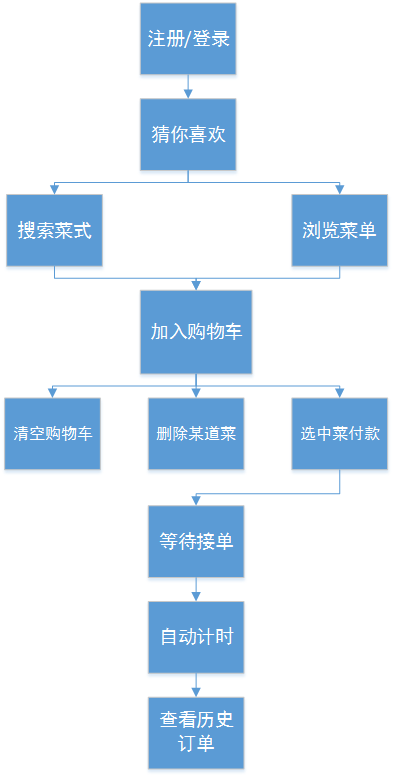 注册/登录
猜你喜欢
搜索菜式
浏览菜单
加入购物车
清空购物车
删除某道菜
选中菜付款
等待接单
自动计时
查看历史
订单